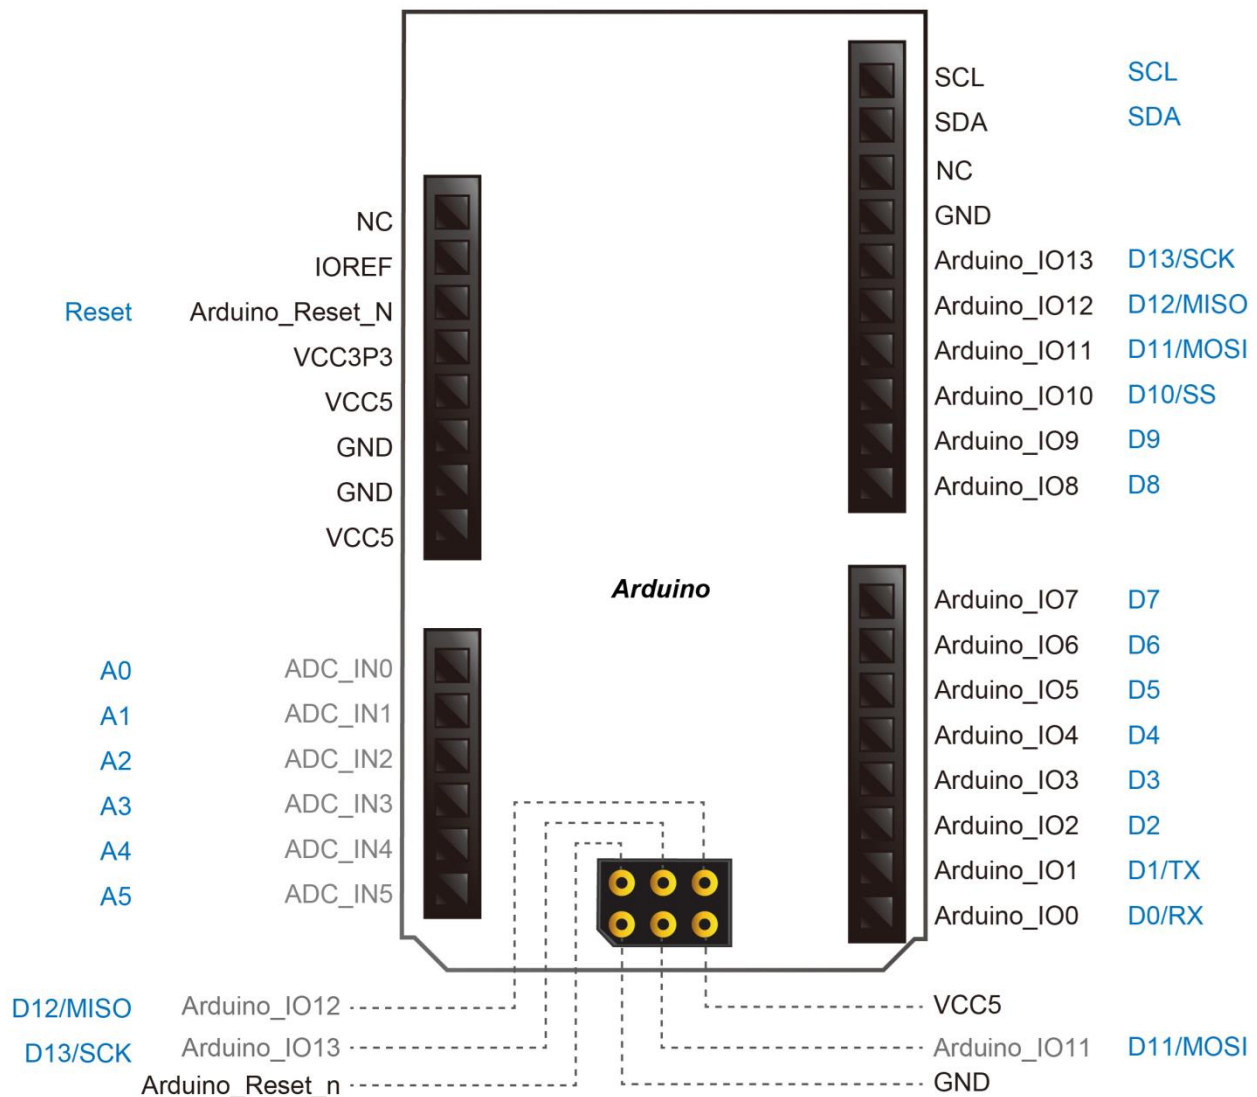 SCL SCL
SDA SDA
NC
GND
Arduino_IO13 D13/SCK
Arduino_IO12 D12/MISO
Arduino_IO11 D11/MOSI
Arduino_IO10 D10/SS
Arduino_IO9 D9
Arduino_IO8 D8
NC
IOREF
Reset Arduino_Reset_N
VCC3P3
VCC5
GND
GND
VCC5
Arduino
Arduino_IO7 D7
Arduino_IO6 D6
Arduino_IO5 D5
Arduino_IO4 D4
Arduino_IO3 D3
Arduino_IO2 D2
Arduino_IO1 D1/TX
Arduino_IO0 D0/RX
A0 ADC_IN0
A1 ADC_IN1
A2 ADC_IN2
A3 ADC_IN3
A4 ADC_IN4
A5 ADC_IN5
D12/MISO Arduino_IO12
D13/SCK Arduino_IO13
Arduino_Reset_n
VCC5
Arduino_IO11 D11/MOSI
GND